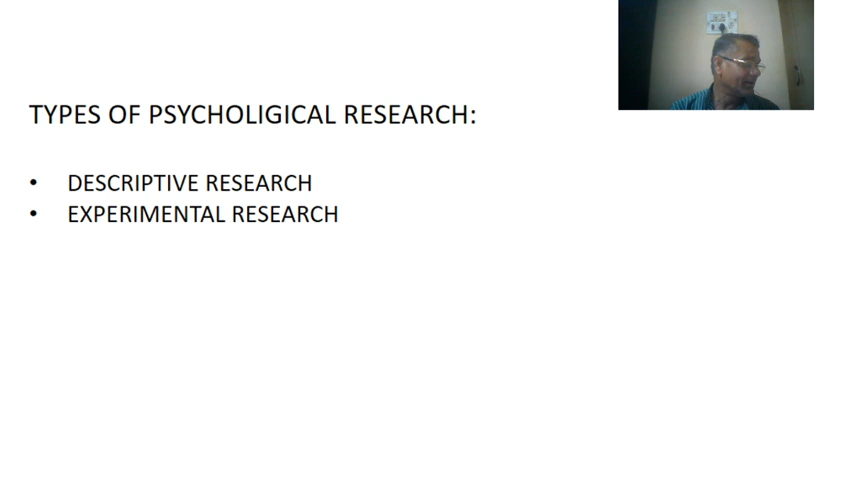 TYPES OF PSYCHOLIGICAL RESEARCH:
• DESCRIPTIVE RESEARCH
• EXPERIMENTAL RESEARCH